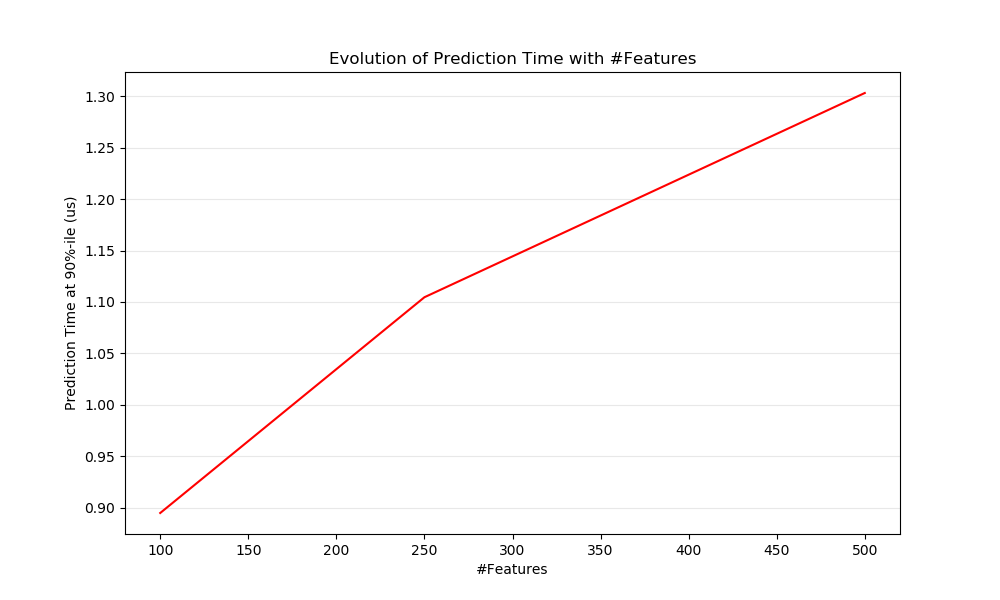 Evolution of Prediction Time with #Features
Prediction Time at 90%-ile (us)
1.30
1.25
1.20
1.15
1.10
1.05
1.00
0.95
0.90
100 150 200 250 300 350 400 450 500
#Features